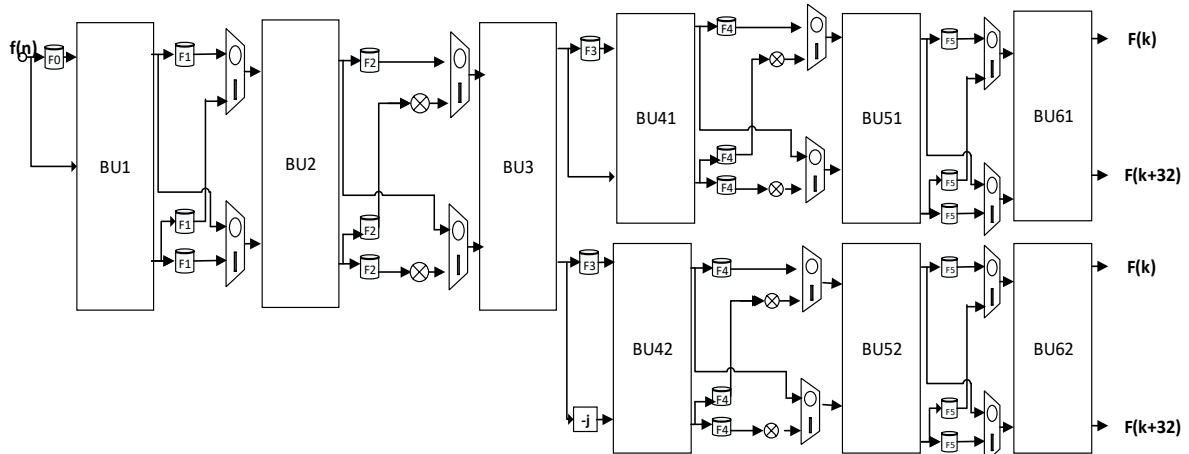 f(n)
F0
BU1
F1
F1
F1
BU2
F2
F2
F2
BU3
F3
BU41
F4
F4
F4
BU51
F5
F5
F5
BU61
F(k)
F(k+32)
F3
-j
BU42
F4
F4
F4
BU52
F5
F5
F5
BU62
F(k)
F(k+32)